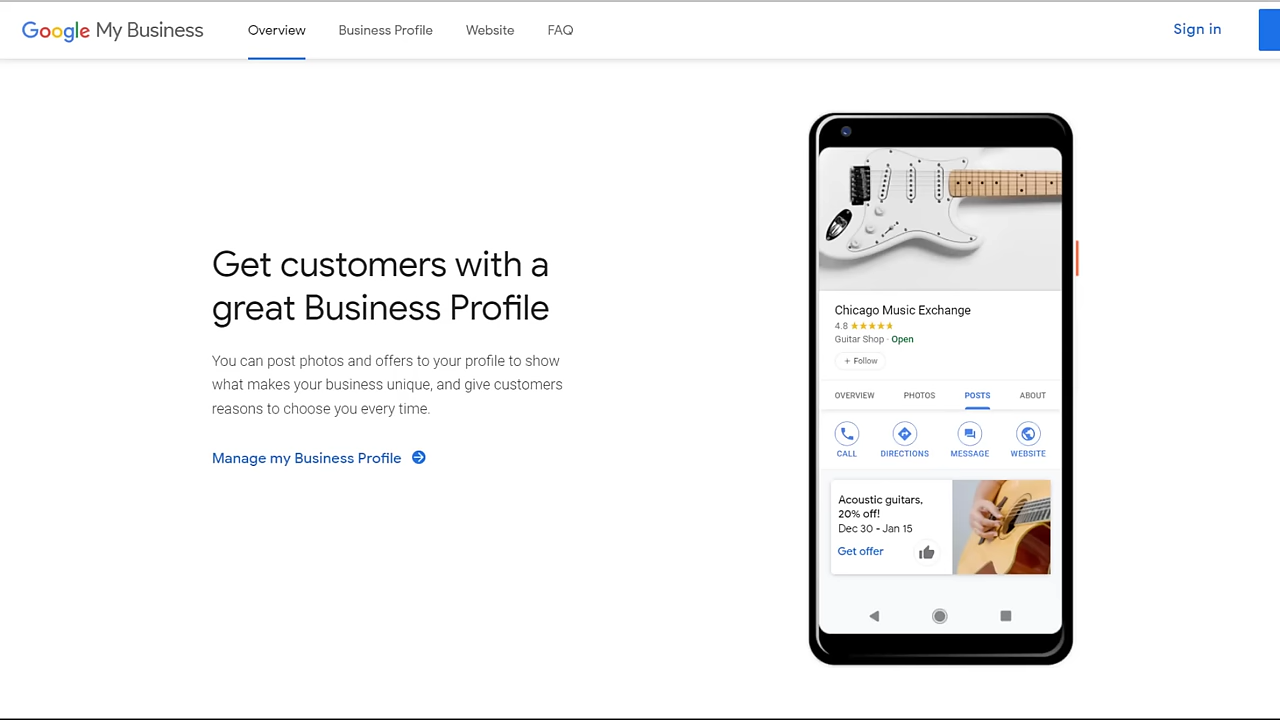 Google My Business
Overview
Business Profile
Website
FAQ
Sign in
Get customers with a
great Business Profile
You can post photos and offers to your profile to show
what makes your business unique, and give customers
reasons to choose you every time.
Manage my Business Profile
Chicago Music Exchange
4.8
Guitar Shop · Open
+ Follow
OVERVIEW
PHOTOS
POSTS
ABOUT
CALL
DIRECTIONS
MESSAGE
WEBSITE
Acoustic guitars,
20% off!
Dec 30 - Jan 15
Get offer